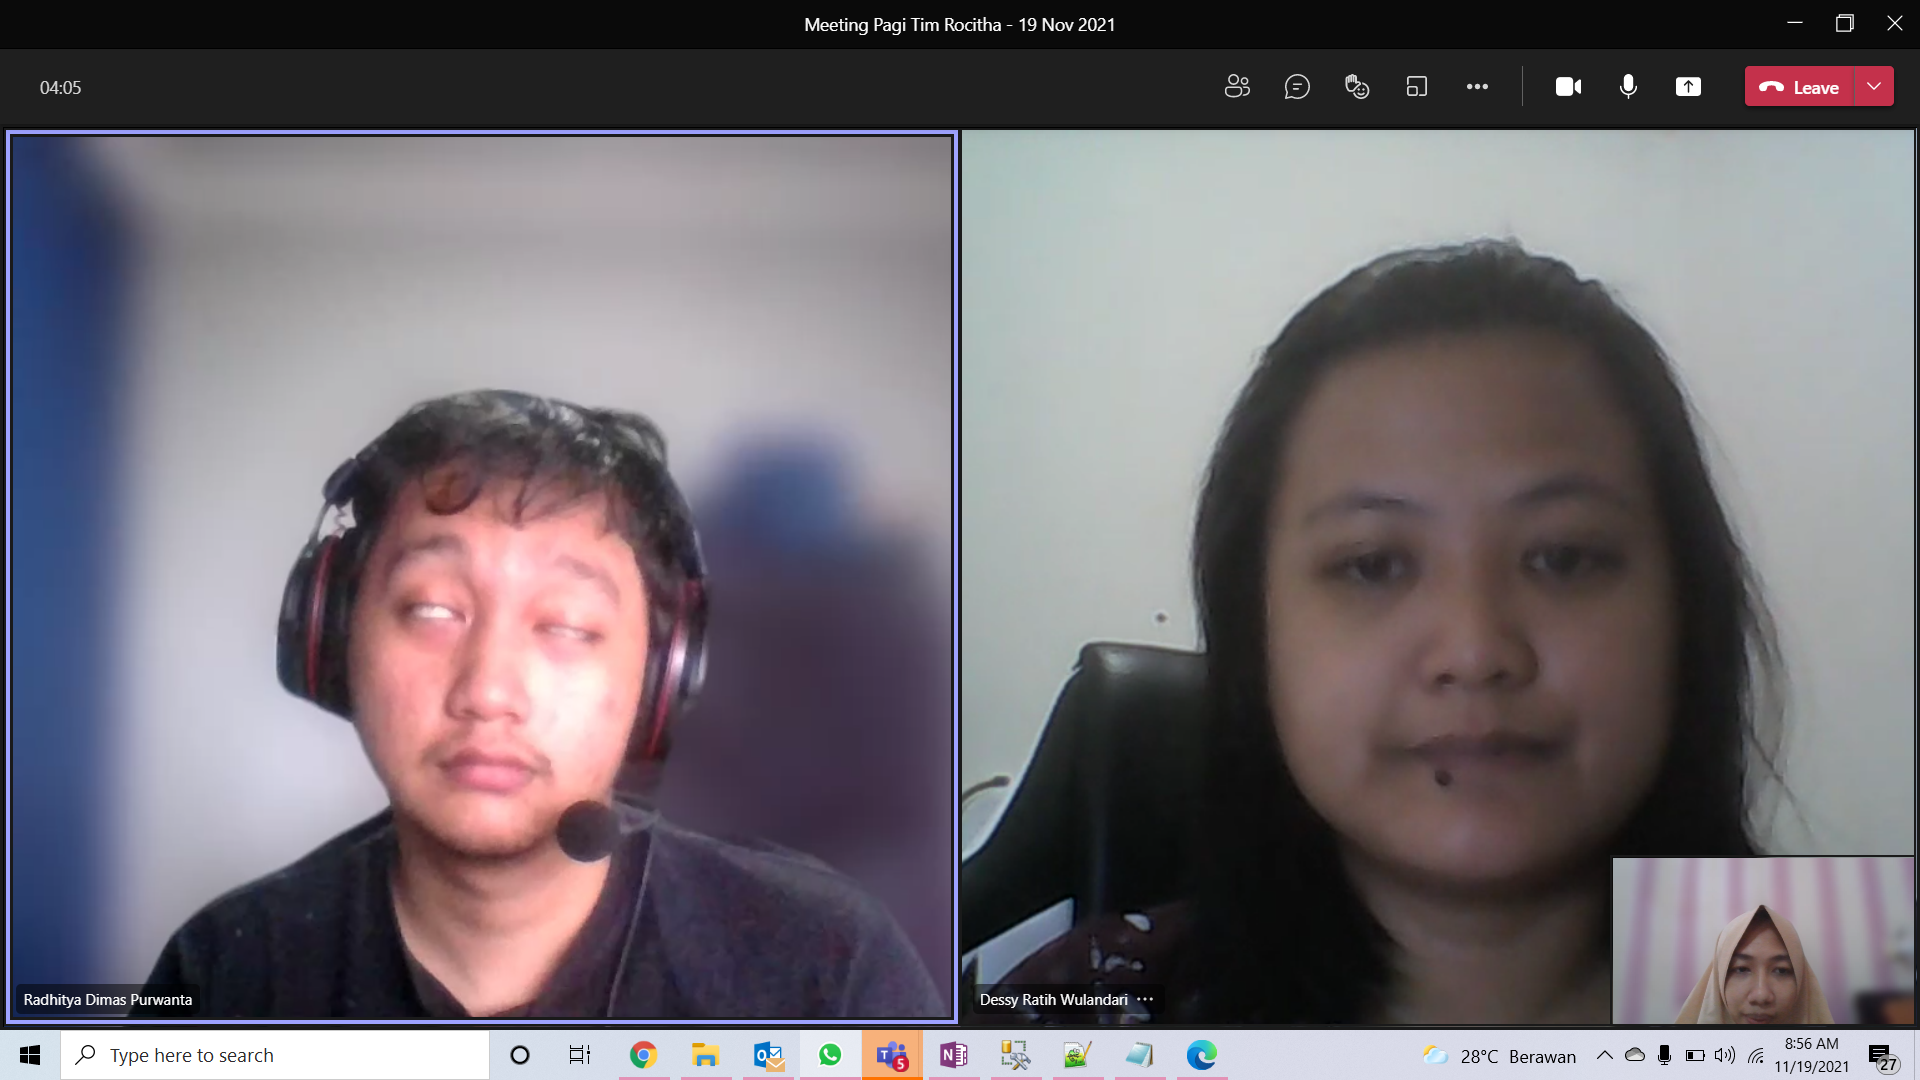 Meeting Pagi Tim Rocitha - 19 Nov 2021
04:05
Leave
Radhitya Dimas Purwanta
Dessy Ratih Wulandari
Type here to search
5
28°C Berawan
8:56 AM
11/19/2021
27